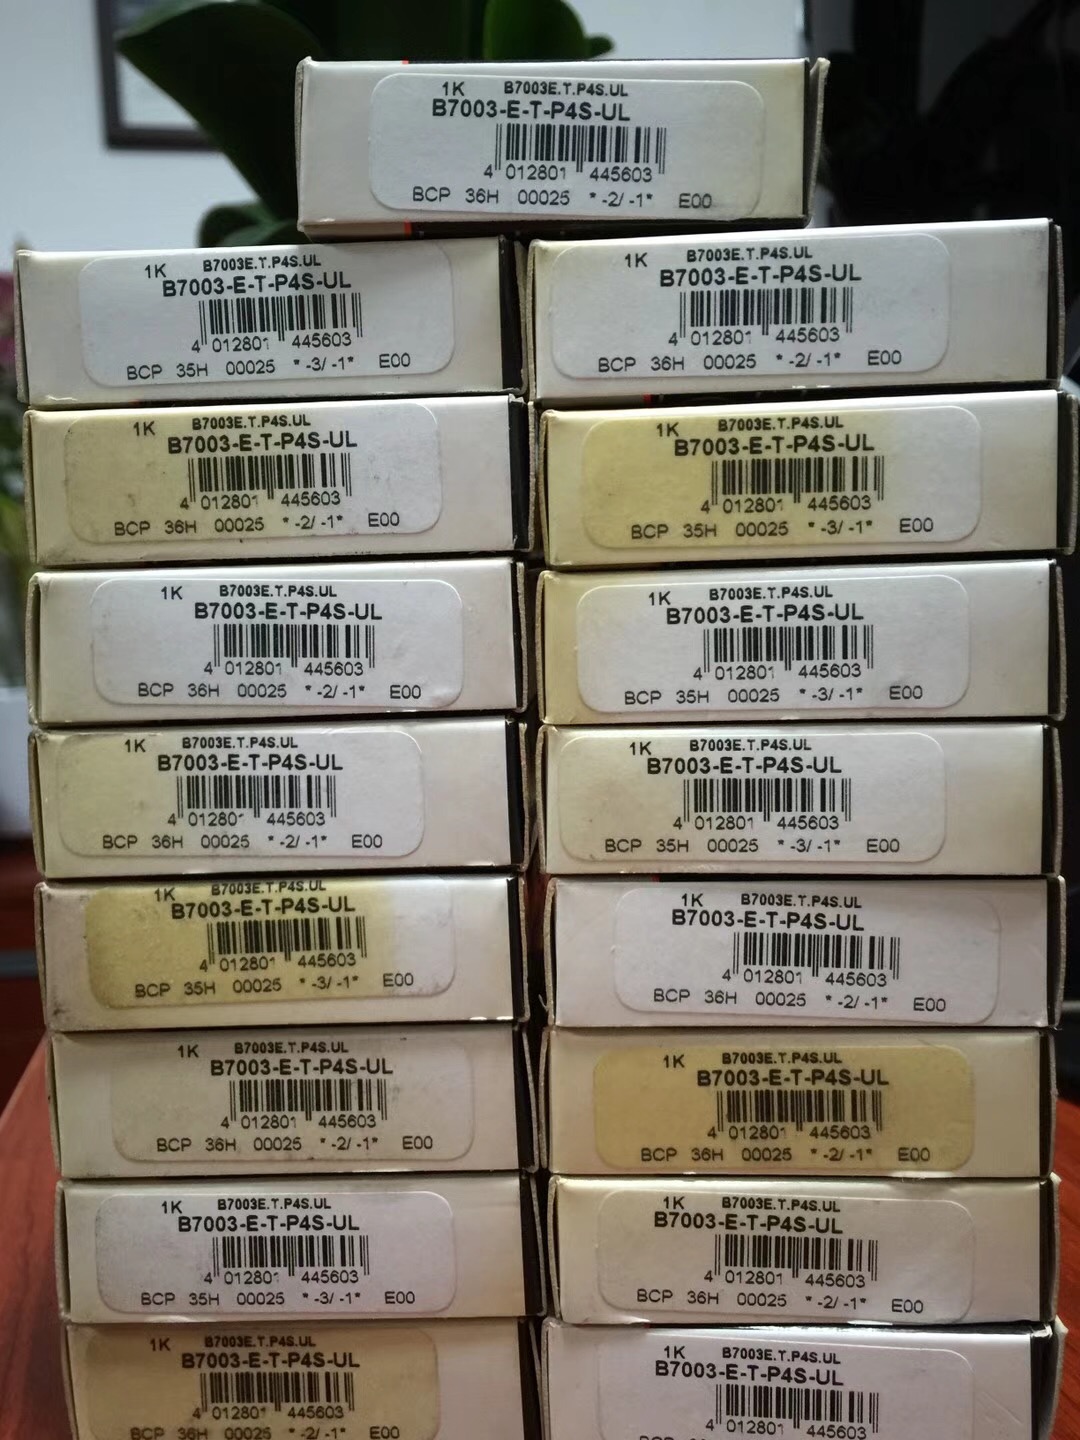 1K B7003E.T.P4S.UL
B7003-E-T-P4S-UL
4 012801 445603
BCP 36H 00025 * -2/ -1* E00
1K B7003E.T.P4S.UL
B7003-E-T-P4S-UL
4 012801 445603
BCP 35H 00025 * -3/ -1* E00
1K B7003E.T.P4S.UL
B7003-E-T-P4S-UL
4 012801 445603
BCP 36H 00025 * -2/ -1* E00
1K B7003E.T.P4S.UL
B7003-E-T-P4S-UL
4 012801 445603
BCP 36H 00025 * -2/ -1* E00
1K B7003E.T.P4S.UL
B7003-E-T-P4S-UL
4 012801 445603
BCP 35H 00025 * -3/ -1* E00
1K B7003E.T.P4S.UL
B7003-E-T-P4S-UL
4 012801 445603
BCP 36H 00025 * -2/ -1* E00
1K B7003E.T.P4S.UL
B7003-E-T-P4S-UL
4 012801 445603
BCP 35H 00025 * -3/ -1* E00
1K B7003E.T.P4S.UL
B7003-E-T-P4S-UL
4 012801 445603
BCP 36H 00025 * -2/ -1* E00
1K B7003E.T.P4S.UL
B7003-E-T-P4S-UL
4 012801 445603
BCP 35H 00025 * -3/ -1* E00
1K B7003E.T.P4S.UL
B7003-E-T-P4S-UL
4 012801 445603
BCP 35H 00025 * -3/ -1* E00
1K B7003E.T.P4S.UL
B7003-E-T-P4S-UL
4 012801 445603
BCP 36H 00025 * -2/ -1* E00
1K B7003E.T.P4S.UL
B7003-E-T-P4S-UL
4 012801 445603
BCP 36H 00025 * -2/ -1* E00
1K B7003E.T.P4S.UL
B7003-E-T-P4S-UL
4 012801 445603
BCP 36H 00025 * -2/ -1* E00
1K B7003E.T.P4S.UL
B7003-E-T-P4S-UL
4 012801 445603
BCP 35H 00025 * -3/ -1* E00
1K B7003E.T.P4S.UL
B7003-E-T-P4S-UL
4 012801 445603
BCP 36H 00025 * -2/ -1* E00
1K B7003E.T.P4S.UL
B7003-E-T-P4S-UL
4 012801 445603
BCP 36H 00025 * -2/ -1* E00
1K B7003E.T.P4S.UL
B7003-E-T-P4S-UL
4 012801 445603